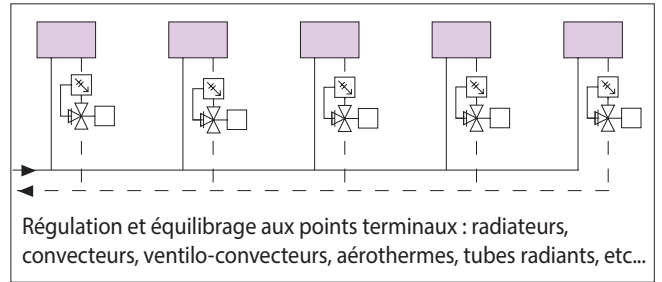 Régulation et équilibrage aux points terminaux : radiateurs,
convecteurs, ventilo-convecteurs, aérothermes, tubes radiants, etc...